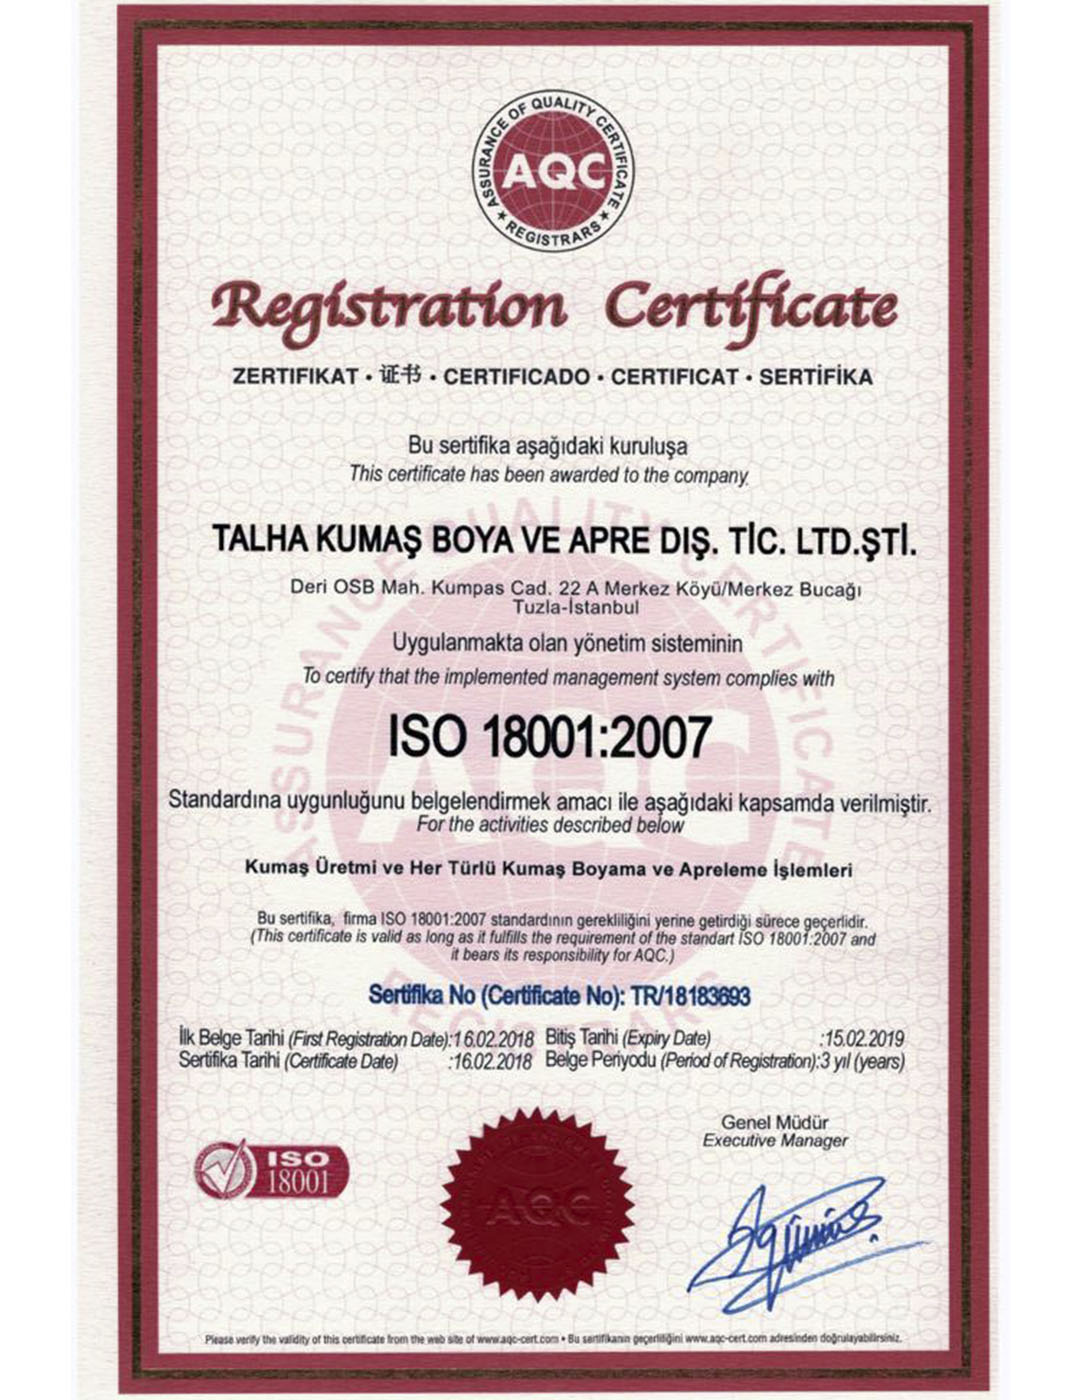 ASSURANCE OF QUALITY CERTIFICATE
AQC
★ REGISTRARS ★
Registration Certificate
ZERTIFIKAT • 证书 • CERTIFICADO • CERTIFICAT • SERTİFİKA
Bu sertifika aşağıdaki kuruluşa
This certificate has been awarded to the company.
TALHA KUMAŞ BOYA VE APRE DIŞ. TİC. LTD.ŞTİ.
Deri OSB Mah. Kumpas Cad. 22 A Merkez Köyü/Merkez Bucağı
Tuzla-İstanbul
Uygulanmakta olan yönetim sisteminin
To certify that the implemented management system complies with
ISO 18001:2007
Standardına uygunluğunu belgelendirmek amacı ile aşağıdaki kapsamda verilmiştir.
For the activities described below
Kumaş Üretmi ve Her Türlü Kumaş Boyama ve Apreleme İşlemleri
Bu sertifika, firma ISO 18001:2007 standardının gerekliliğini yerine getirdiği sürece geçerlidir.
(This certificate is valid as long as it fulfills the requirement of the standart ISO 18001:2007 and
it bears its responsibility for AQC.)
Sertifika No (Certificate No): TR/18183693
İlk Belge Tarihi (First Registration Date):16.02.2018 Bitiş Tarihi (Expiry Date) :15.02.2019
Sertifika Tarihi (Certificate Date) :16.02.2018 Belge Periyodu (Period of Registration):3 yıl (years)
Genel Müdür
Executive Manager
ISO
18001
AQC
Please verify the validity of this certificate from the web site of www.aqc-cert.com • Bu sertifikanın geçerliliğini www.aqc-cert.com adresinden doğrulayabilirsiniz.